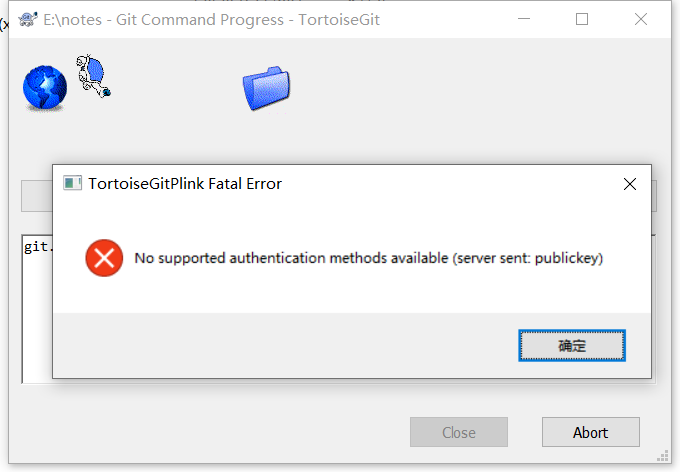 E:\notes - Git Command Progress - TortoiseGit
TortoiseGitPlink Fatal Error
git.
No supported authentication methods available (server sent: publickey)
确定
Close
Abort